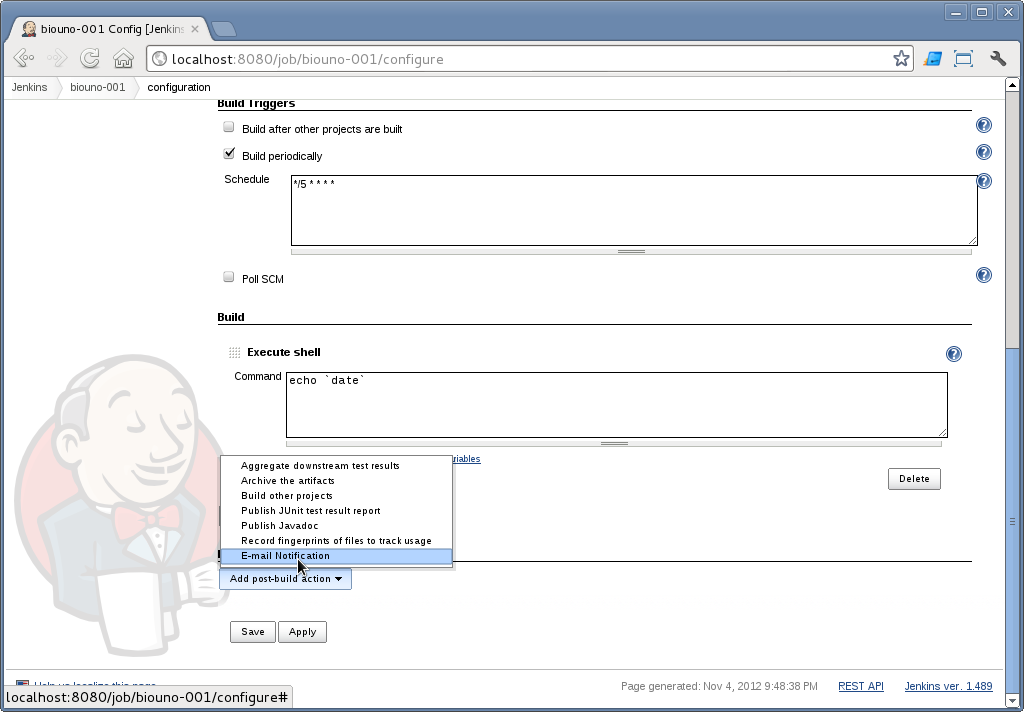 biouno-001 Config [Jenkins
localhost:8080/job/biouno-001/configure
Jenkins biouno-001 configuration
Build Triggers
Build after other projects are built
Build periodically
Schedule
*/5 * * * *
Poll SCM
Build
Execute shell
Command
echo `date`
riables
Aggregate downstream test results
Archive the artifacts
Build other projects
Publish JUnit test result report
Publish Javadoc
Record fingerprints of files to track usage
E-mail Notification
Delete
Add post-build action
Save Apply
Help us localize this page
Page generated: Nov 4, 2012 9:48:38 PM REST API Jenkins ver. 1.489
localhost:8080/job/biouno-001/configure#